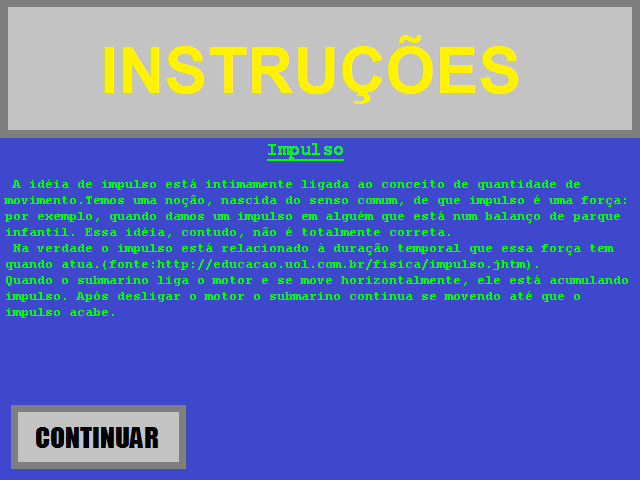 INSTRUÇÕES
Impulso
A idéia de impulso está intimamente ligada ao conceito de quantidade de
movimento.Temos uma noção, nascida do senso comum, de que impulso é uma força:
por exemplo, quando damos um impulso em alguém que está num balanço de parque
infantil. Essa idéia, contudo, não é totalmente correta.
Na verdade o impulso está relacionado à duração temporal que essa força tem
quando atua.(fonte:http://educacao.uol.com.br/fisica/impulso.jhtm).
Quando o submarino liga o motor e se move horizontalmente, ele está acumulando
impulso. Após desligar o motor o submarino continua se movendo até que o
impulso acabe.
CONTINUAR